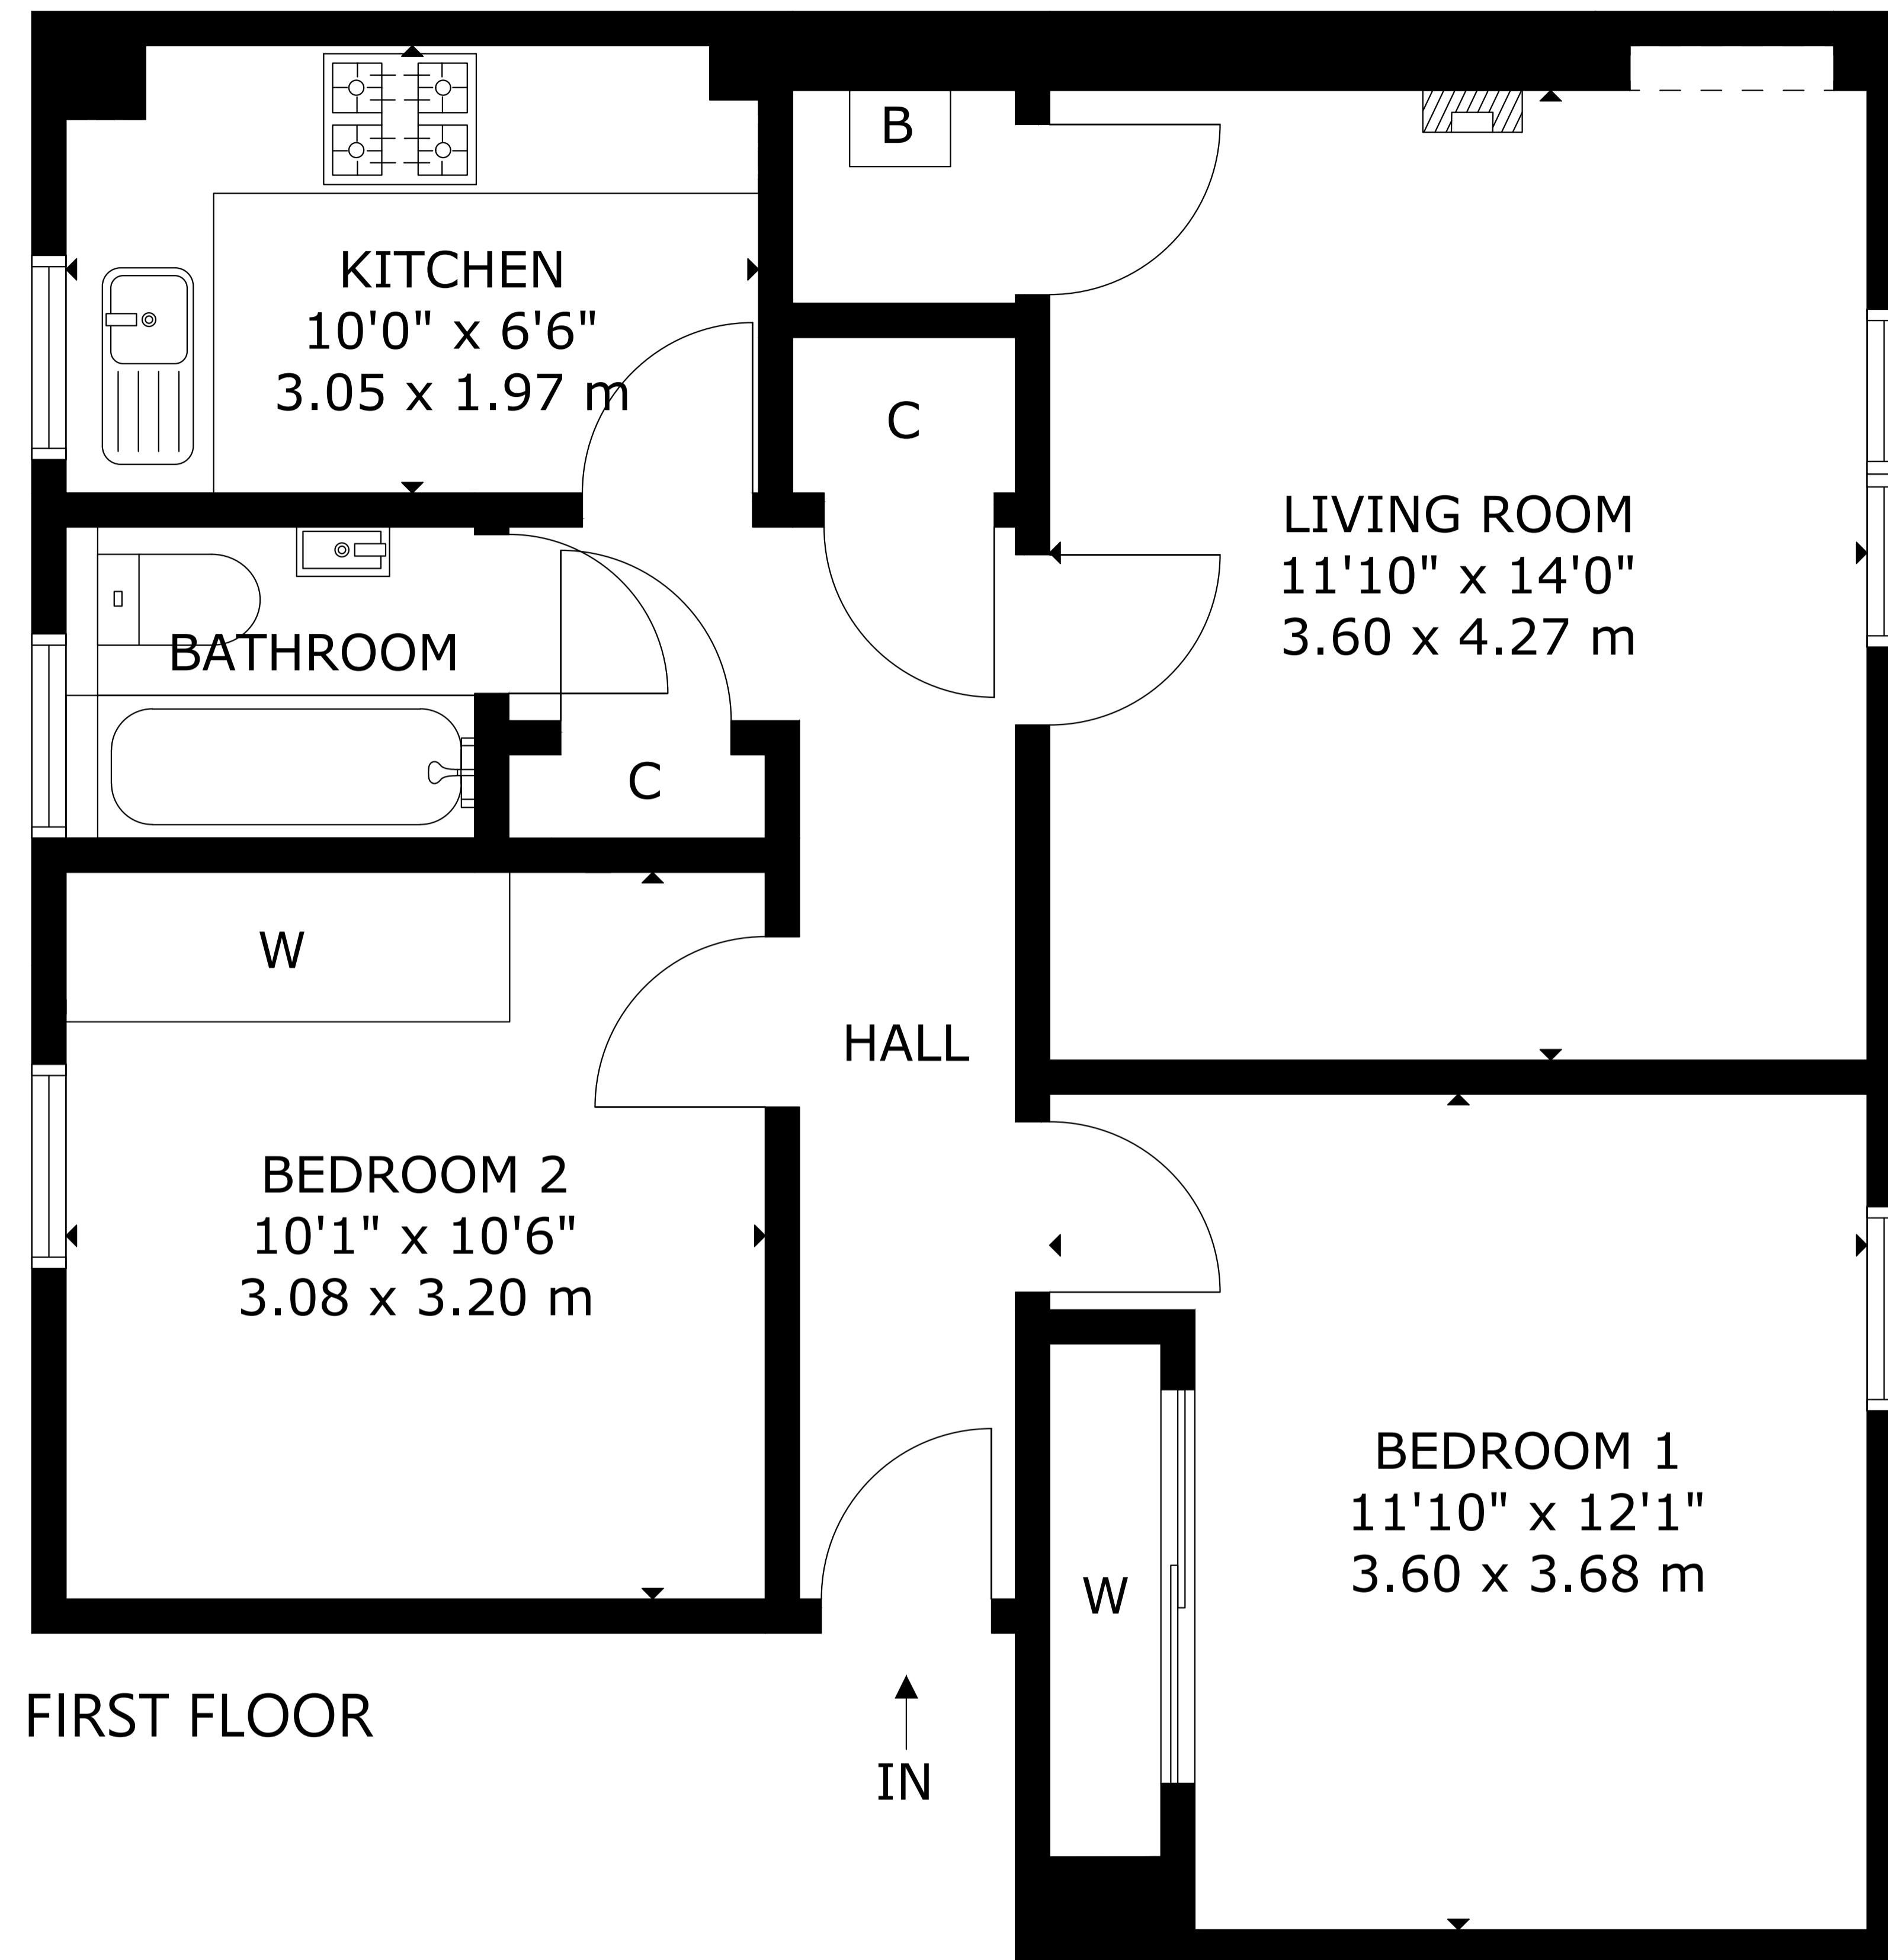 B
KITCHEN
10'0" x 6'6"
3.05 x 1.97 m
C
LIVING ROOM
11'10" x 14'0"
3.60 x 4.27 m
BATHROOM
C
W
HALL
BEDROOM 2
10'1" x 10'6"
3.08 x 3.20 m
BEDROOM 1
11'10" x 12'1"
3.60 x 3.68 m
W
FIRST FLOOR
IN